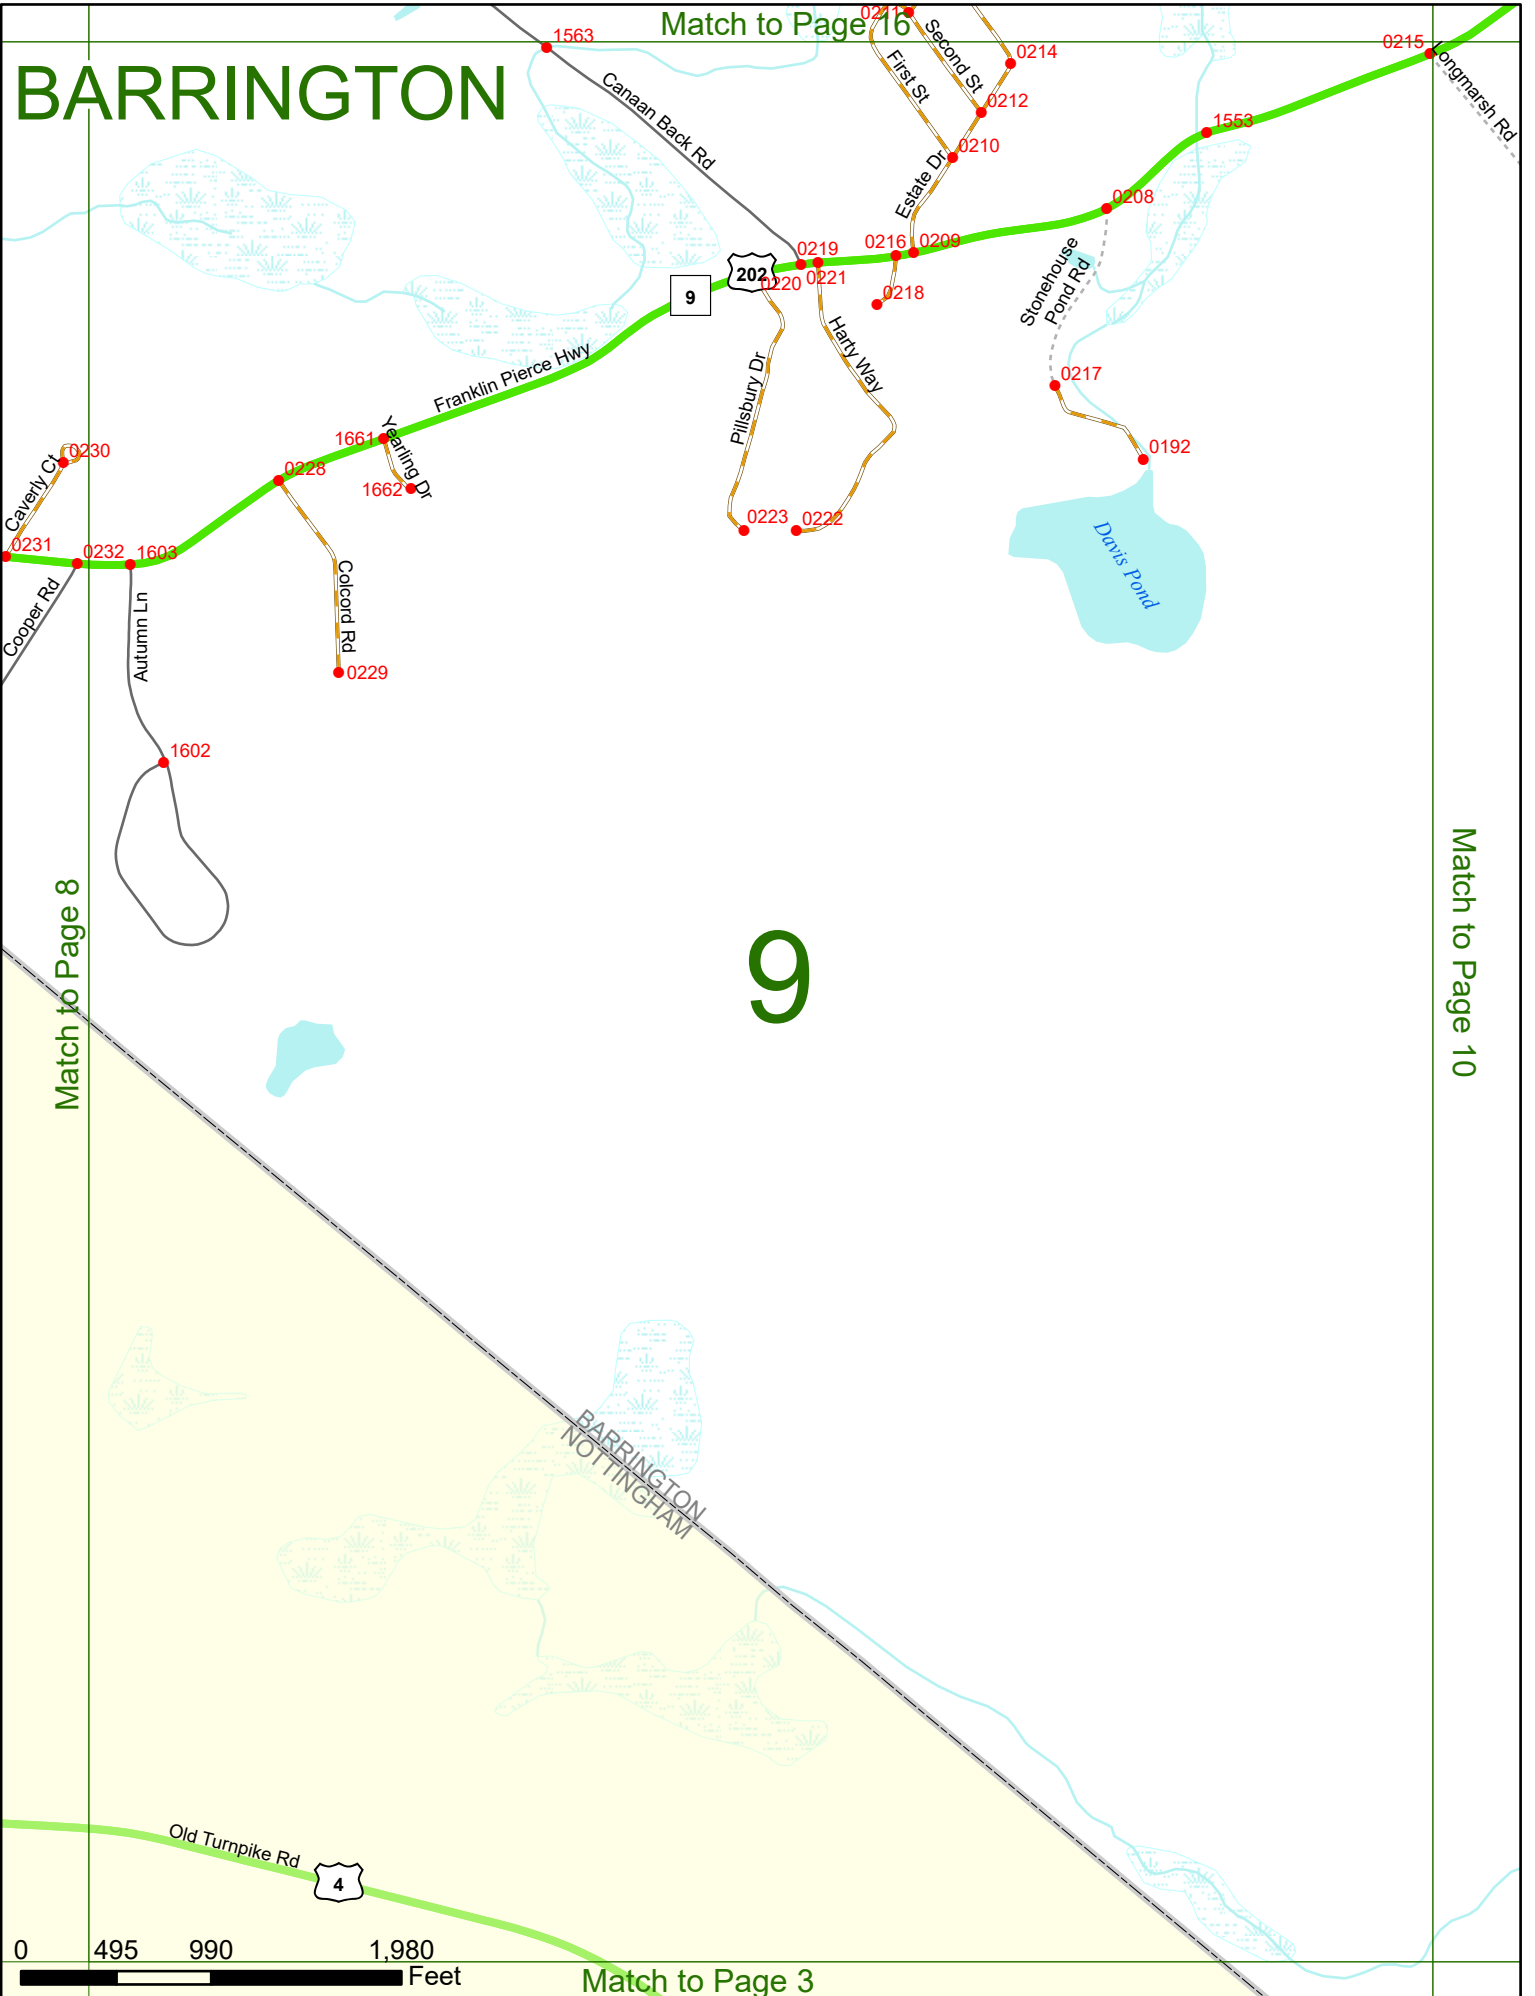 Match to Page 16
BARRINGTON
1563
0211
Second St
0214
0215
Longmarsh Rd
First St
Canaan Back Rd
0212
1553
0210
Estate Dr
0208
0219
0216
0209
202
0220
0221
9
0218
Stonehouse
Pond Rd
Harty Way
Franklin Pierce Hwy
Pillsbury Dr
0217
1661
Yearling Dr
0230
Caverly Ct
0228
1662
0192
0223
0222
0231
0232
1603
Davis Pond
Cooper Rd
Autumn Ln
Colcord Rd
0229
1602
Match to Page 8
9
Match to Page 10
BARRINGTON
NOTTINGHAM
Old Turnpike Rd
4
0 495 990 1,980
Feet
Match to Page 3